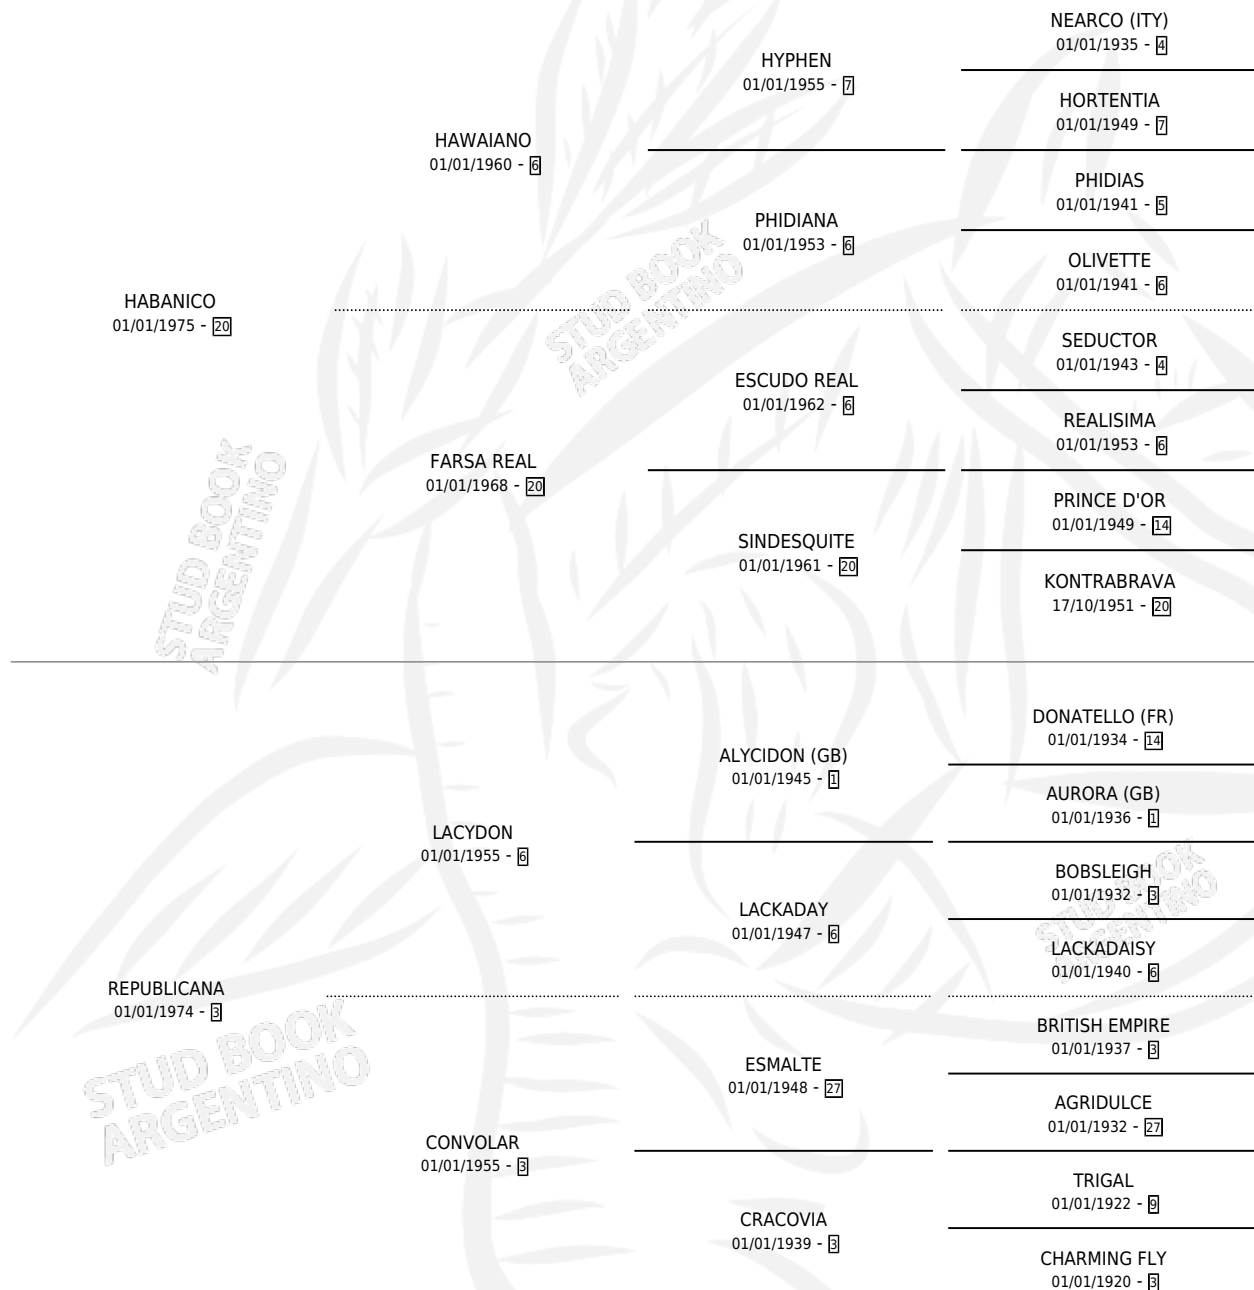 NEARCO (ITY)
01/01/1935 - 4
HYPHEN
01/01/1955 - 7
HORTENTIA
01/01/1949 - 7
HAWAIANO
01/01/1960 - 6
PHIDIAS
01/01/1941 - 5
PHIDIANA
01/01/1953 - 6
OLIVETTE
01/01/1941 - 6
HABANICO
01/01/1975 - 20
STUD BOOK
ARGENTINO
SEDUCTOR
01/01/1943 - 4
ESCUDO REAL
01/01/1962 - 6
REALISIMA
01/01/1953 - 6
FARSA REAL
01/01/1968 - 20
PRINCE D'OR
01/01/1949 - 14
SINDESQUITE
01/01/1961 - 20
KONTRABRAVA
17/10/1951 - 20
STUD BOOK
ARGENTINO
DONATELLO (FR)
01/01/1934 - 14
ALYCIDON (GB)
01/01/1945 - 1
AURORA (GB)
01/01/1936 - 1
LACYDON
01/01/1955 - 6
BOBSLEIGH
01/01/1932 - 3
LACKADAY
01/01/1947 - 6
STUD BOOK
ARGENTINO
LACKADAISY
01/01/1940 - 6
REPUBLICANA
01/01/1974 - 3
BRITISH EMPIRE
01/01/1937 - 3
ESMALTE
01/01/1948 - 27
STUD BOOK
ARGENTINO
AGRIDULCE
01/01/1932 - 27
CONVOLAR
01/01/1955 - 3
TRIGAL
01/01/1922 - 9
CRACOVIA
01/01/1939 - 3
CHARMING FLY
01/01/1920 - 3